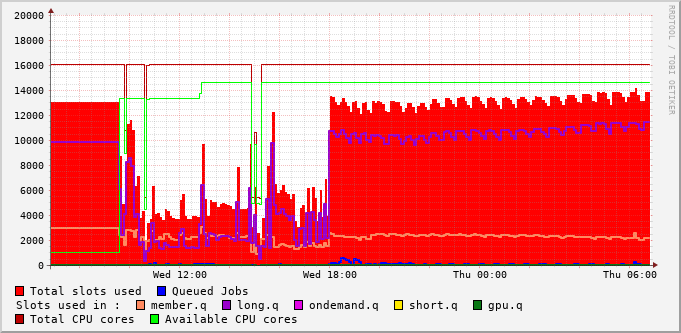 20000
18000
16000
14000
12000
10000
8000
6000
4000
2000
0
Wed 12:00 Wed 18:00 Thu 00:00 Thu 06:00
RRDTOOL / TOBI OETIKER
Total slots used Queued Jobs
Slots used in : member.q long.q ondemand.q short.q gpu.q
Total CPU cores Available CPU cores